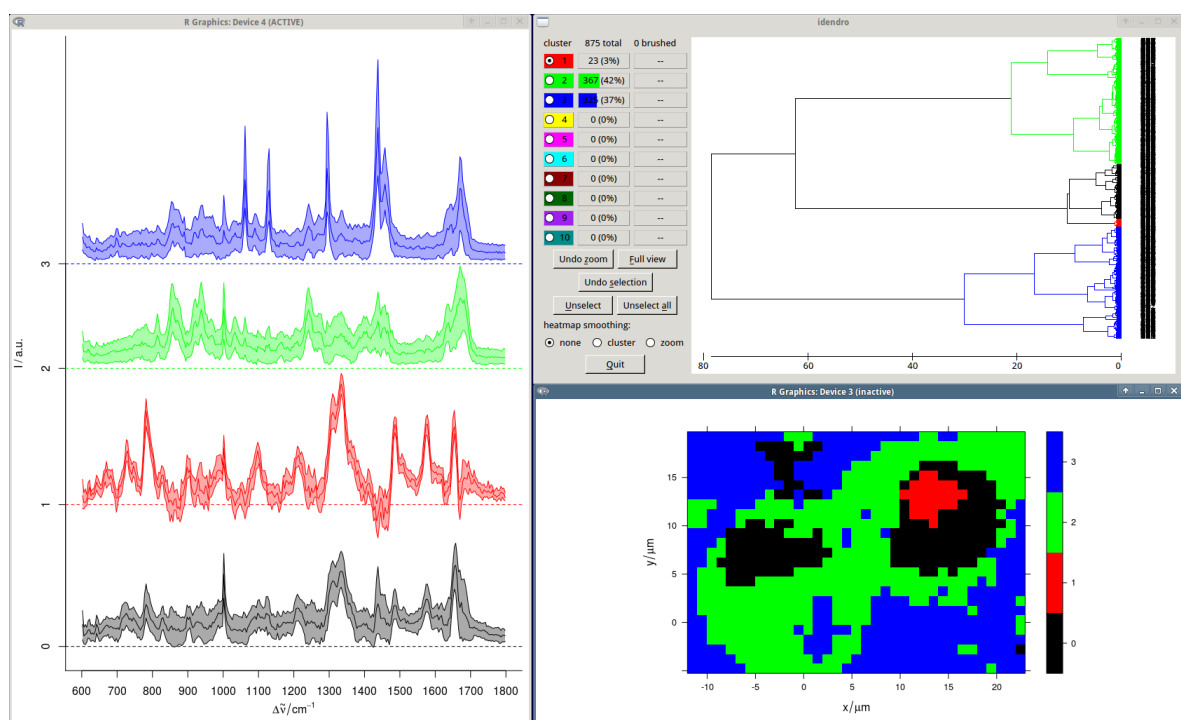 R Graphics: Device 4 (ACTIVE)
3
2
1
0
I / a.u.
600 700 800 900 1000 1100 1200 1300 1400 1500 1600 1700 1800
Δν̃/cm⁻¹
idendro
cluster 875 total 0 brushed
1 23 (3%) --
2 367 (42%) --
3 325 (37%) --
4 0 (0%) --
5 0 (0%) --
6 0 (0%) --
7 0 (0%) --
8 0 (0%) --
9 0 (0%) --
10 0 (0%) --
Undo zoom Full view
Undo selection
Unselect Unselect all
heatmap smoothing:
none cluster zoom
Quit
80 60 40 20 0
R Graphics: Device 3 (inactive)
15
10
5
0
y/μm
-10 -5 0 5 10 15 20
x/μm
3
2
1
0